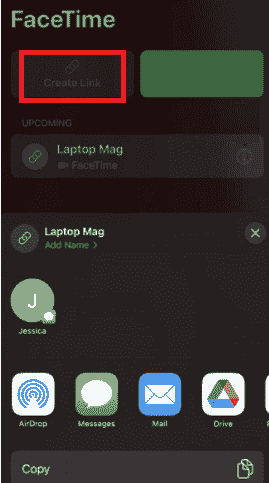 FaceTime
Create Link
UPCOMING
Laptop Mag
FaceTime
Laptop Mag
Add Name >
J
Jessica
AirDrop
Messages
Mail
Drive
Copy